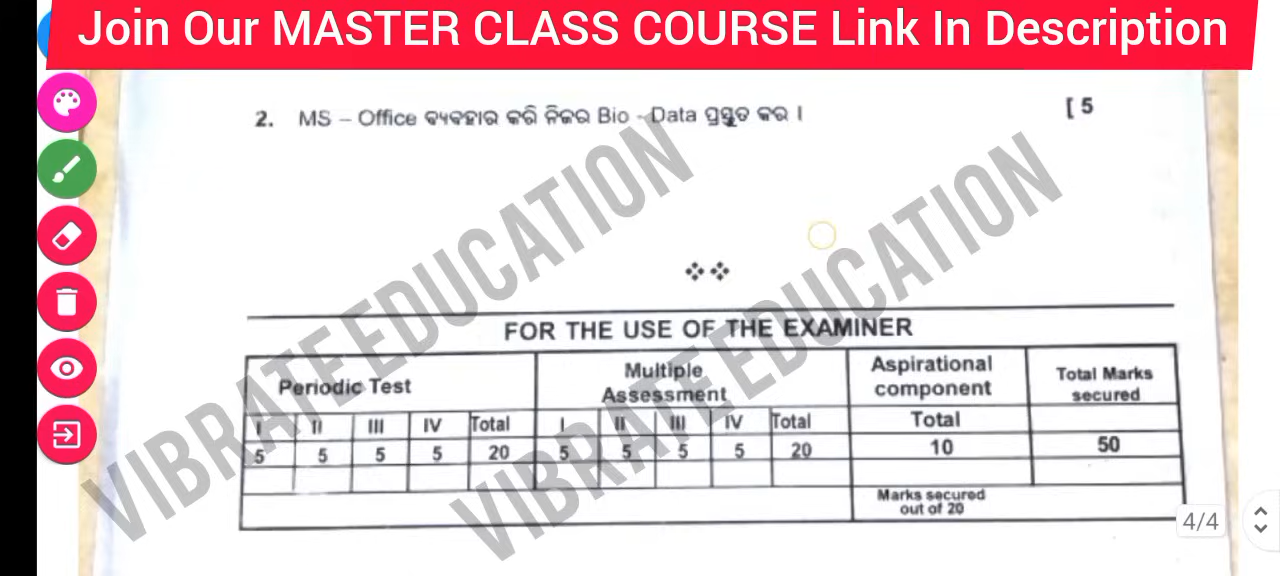 Join Our MASTER CLASS COURSE Link In Description
2. MS – Office ବ୍ୟବହାର କରି ନିଜର Bio - Data ପ୍ରସ୍ତୁତ କର । [ 5
FOR THE USE OF THE EXAMINER
Periodic Test Multiple Assessment Aspirational component Total Marks secured
I II III IV Total I II III IV Total Total
5 5 5 5 20 5 5 5 5 20 10 50
Marks secured
out of 20
4/4
VIBRATE EDUCATION
VIBRATE EDUCATION